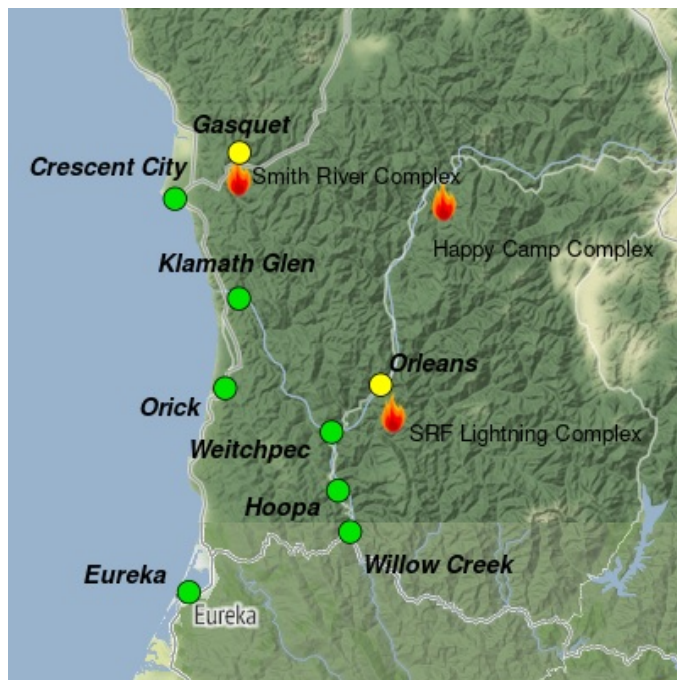 Gasquet
Crescent City
Smith River Complex
Klamath Glen
Happy Camp Complex
Orleans
Orick
SRF Lightning Complex
Weitchpec
Hoopa
Willow Creek
Eureka
Eureka